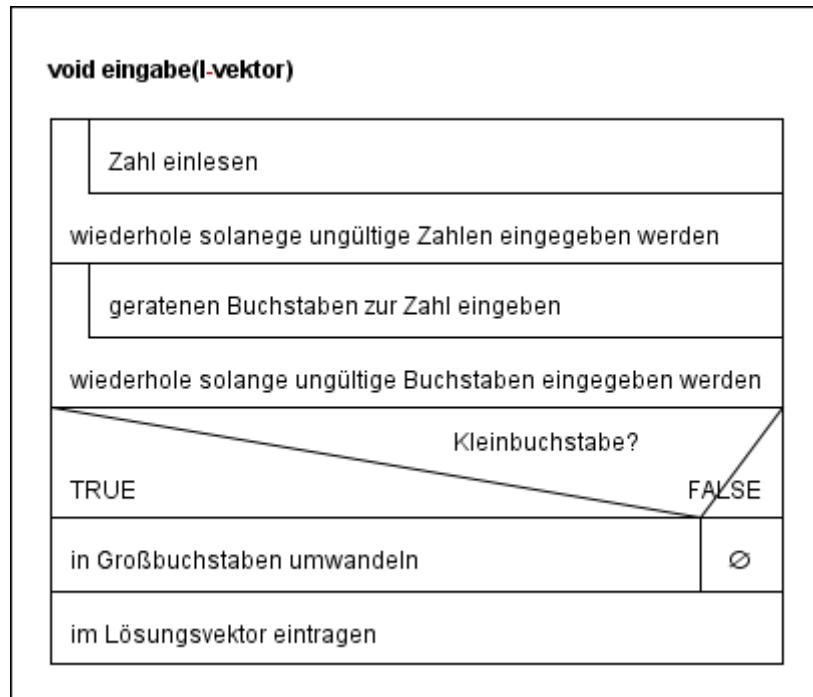 void eingabe(l-vektor)
Zahl einlesen
wiederhole solanege ungültige Zahlen eingegeben werden
geratenen Buchstaben zur Zahl eingeben
wiederhole solange ungültige Buchstaben eingegeben werden
Kleinbuchstabe?
TRUE FALSE
in Großbuchstaben umwandeln ∅
im Lösungsvektor eintragen